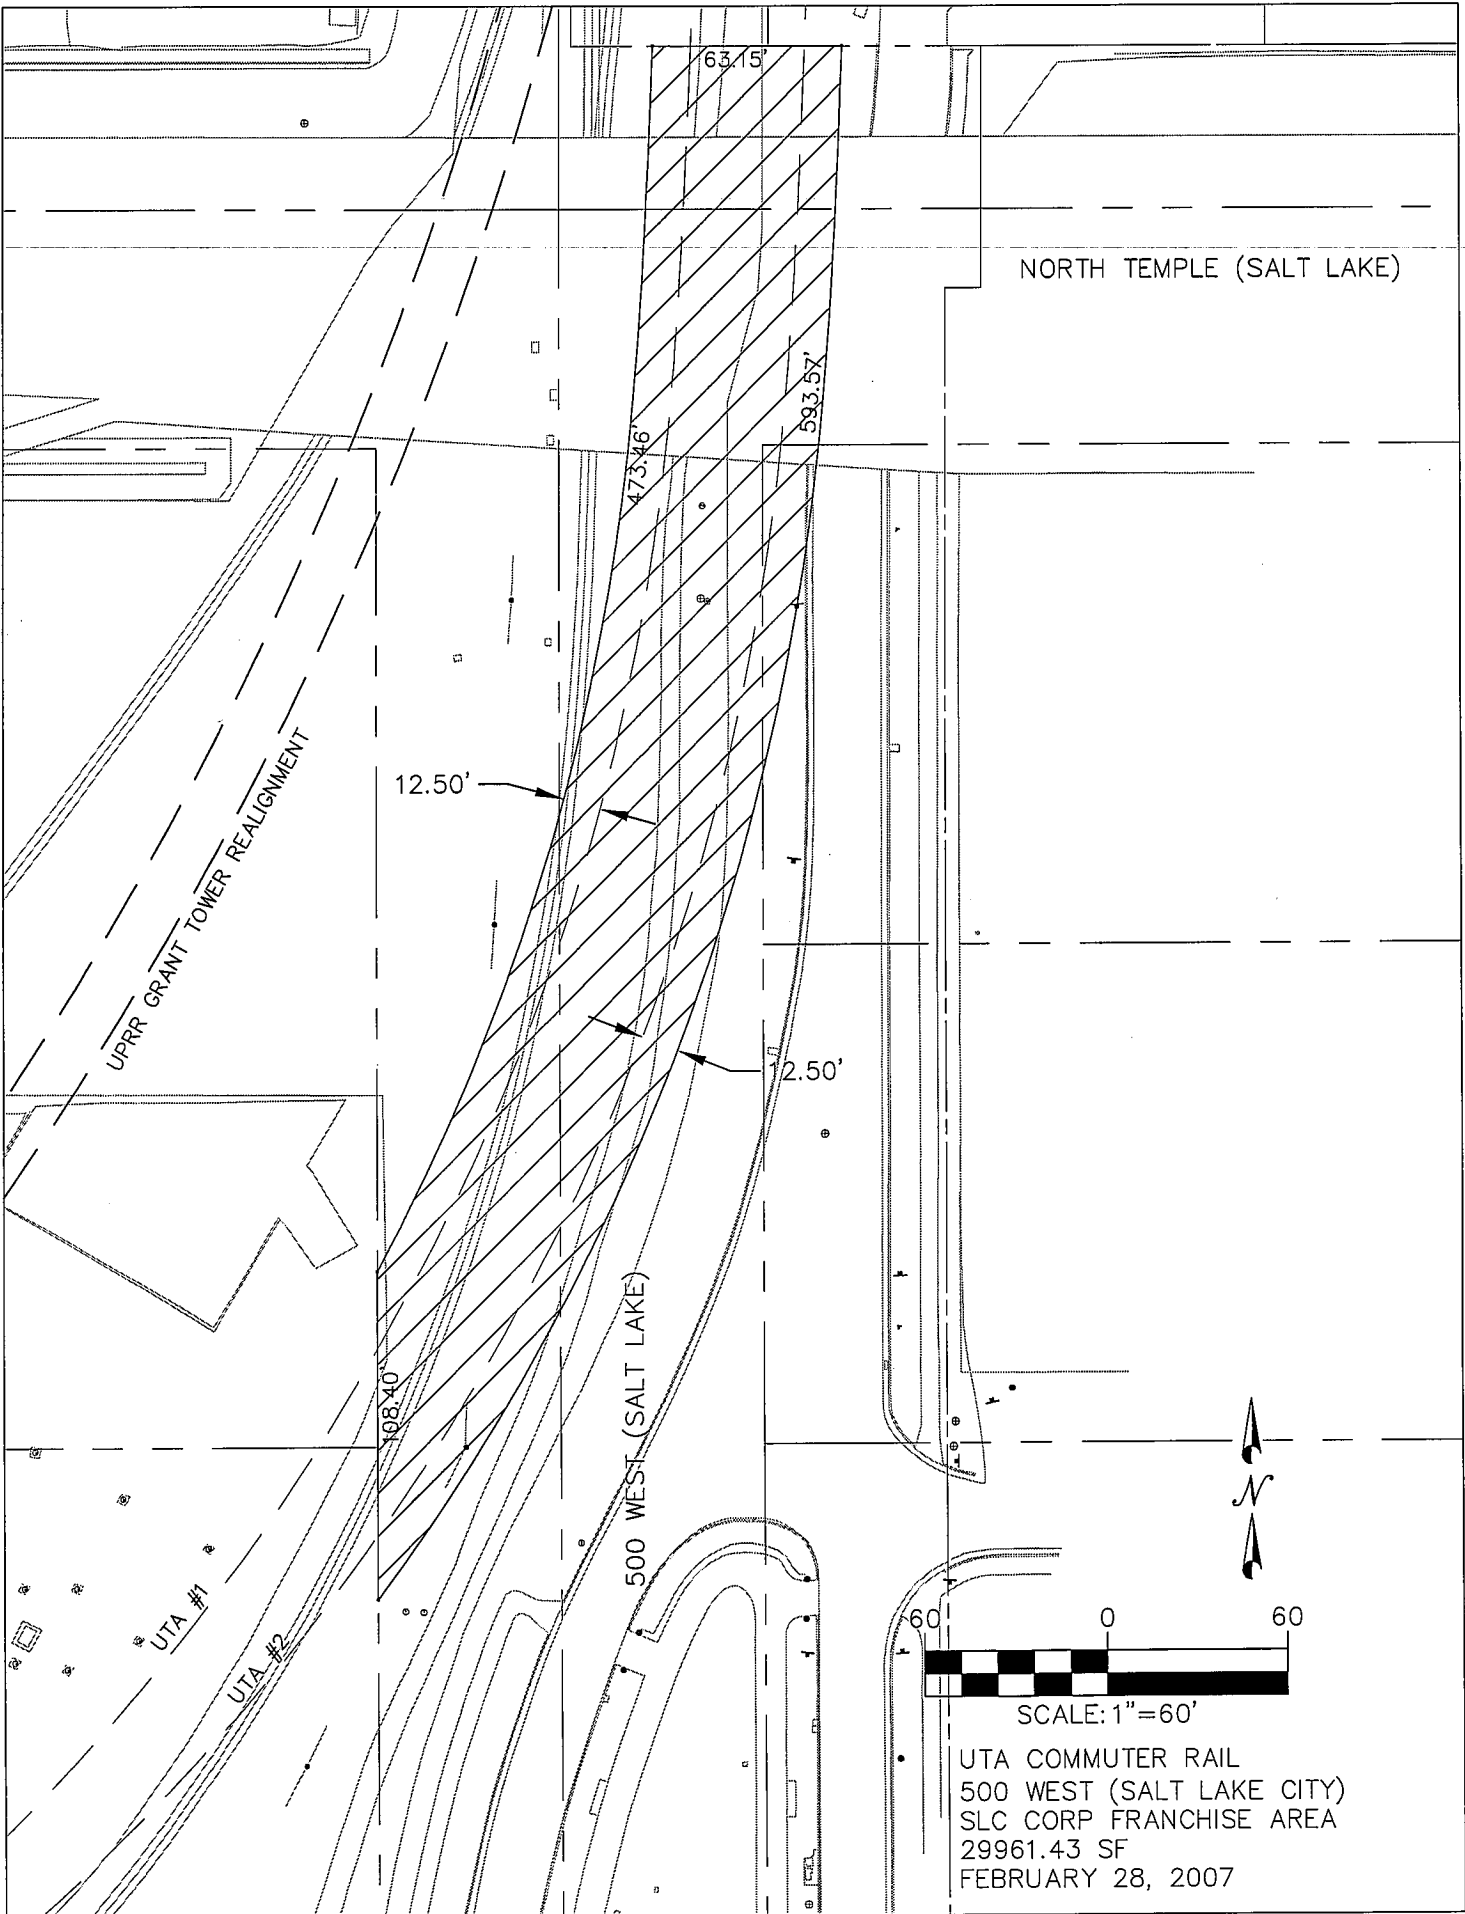 63.15'
NORTH TEMPLE (SALT LAKE)
593.57'
473.46'
12.50'
UPRR GRANT TOWER REALIGNMENT
12.50'
108.40'
500 WEST (SALT LAKE)
N
UTA #1
UTA #2
60 0 60
SCALE: 1"=60'
UTA COMMUTER RAIL
500 WEST (SALT LAKE CITY)
SLC CORP FRANCHISE AREA
29961.43 SF
FEBRUARY 28, 2007